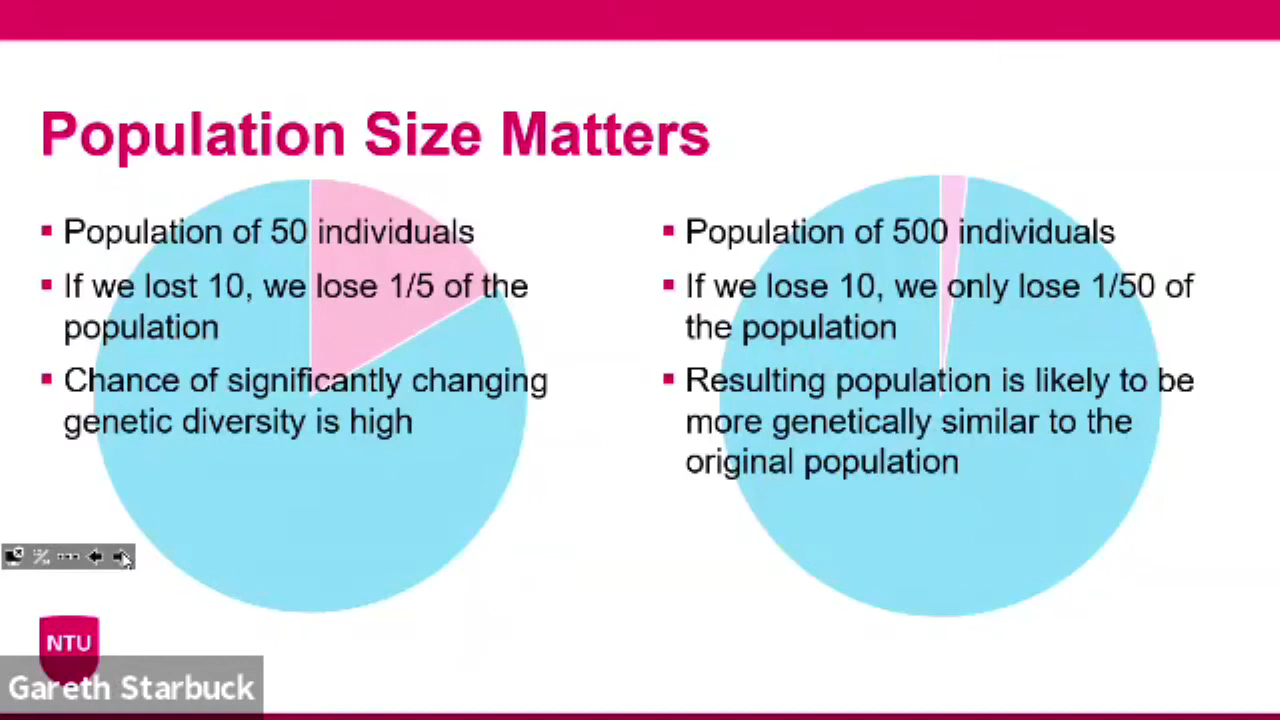 Population Size Matters
▪ Population of 50 individuals
▪ If we lost 10, we lose 1/5 of the
population
▪ Chance of significantly changing
genetic diversity is high
▪ Population of 500 individuals
▪ If we lose 10, we only lose 1/50 of
the population
▪ Resulting population is likely to be
more genetically similar to the
original population
NTU
Gareth Starbuck